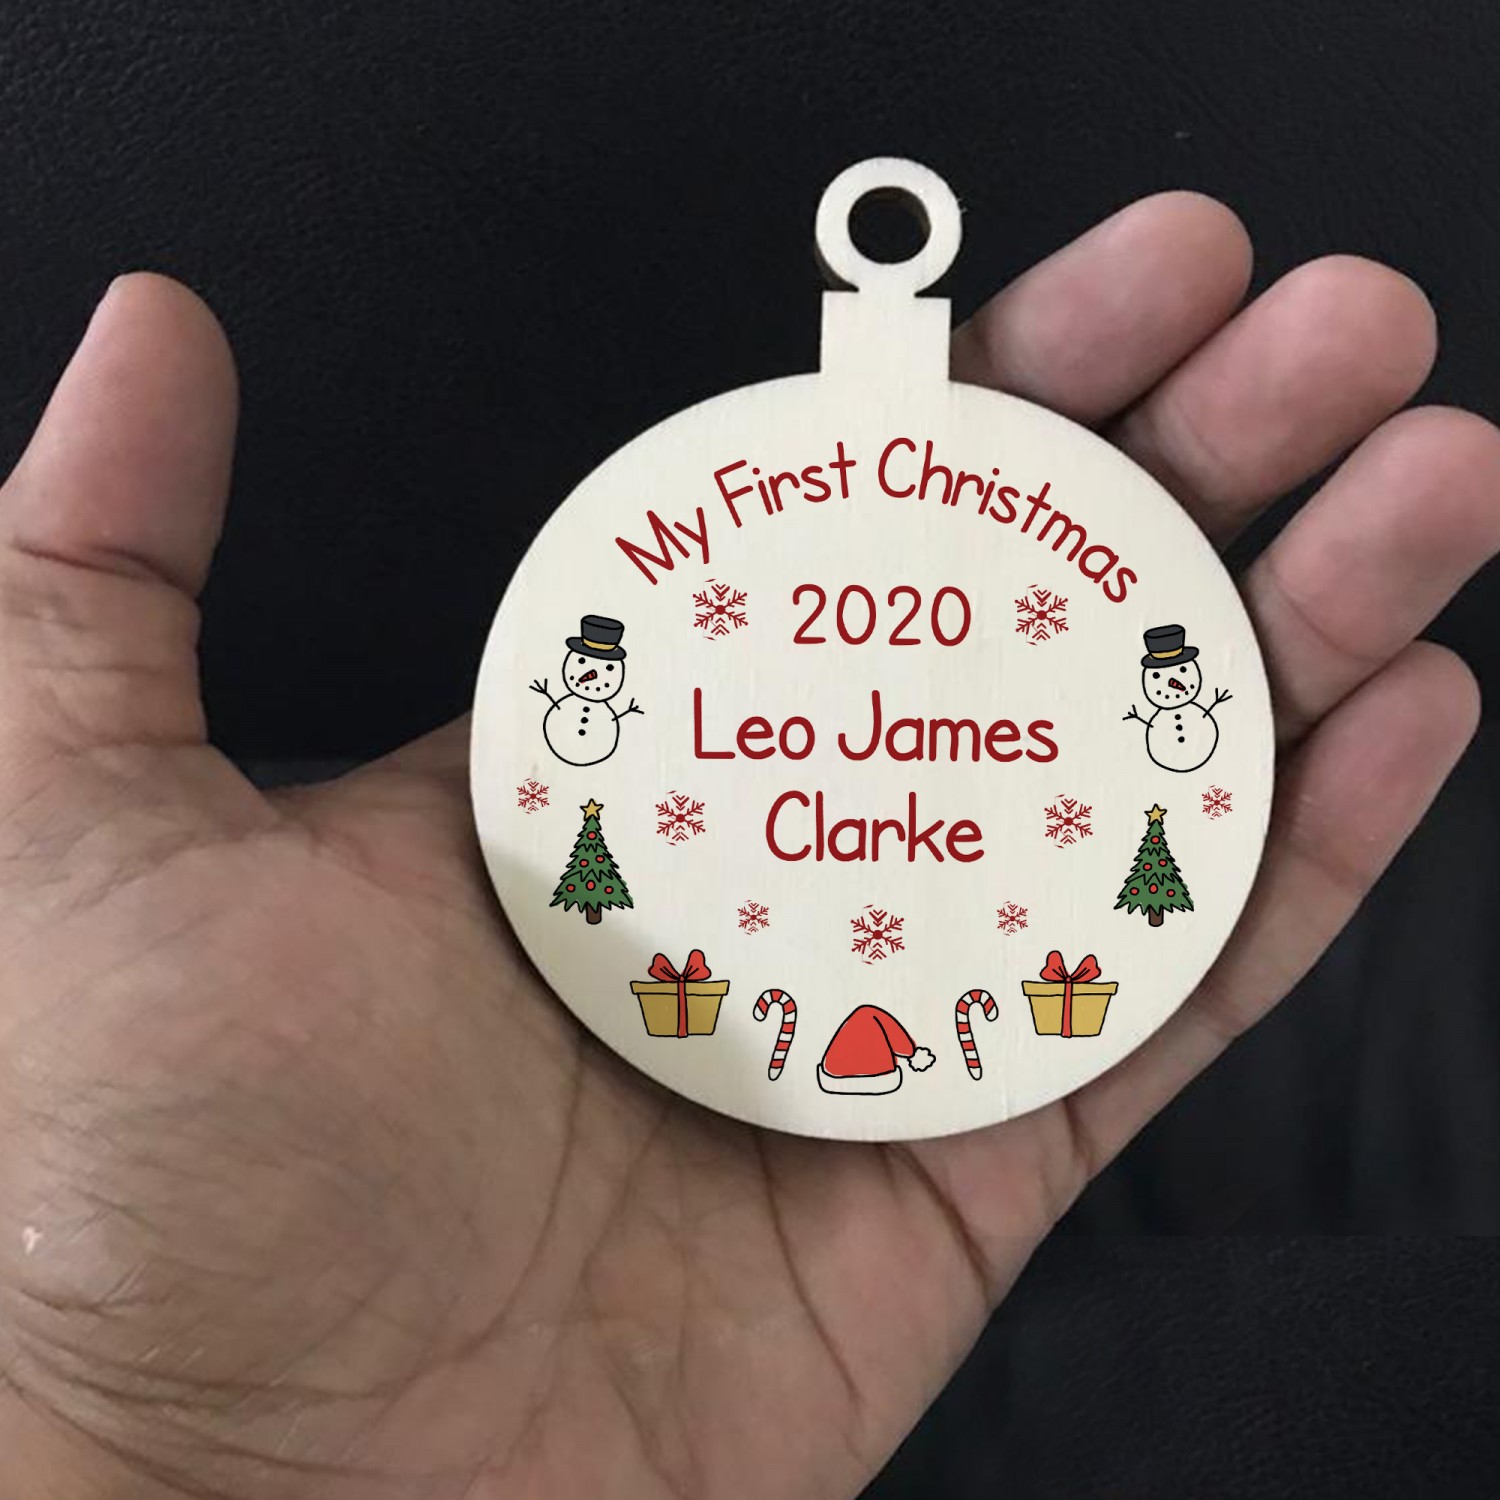 My First Christmas
2020
Leo James
Clarke